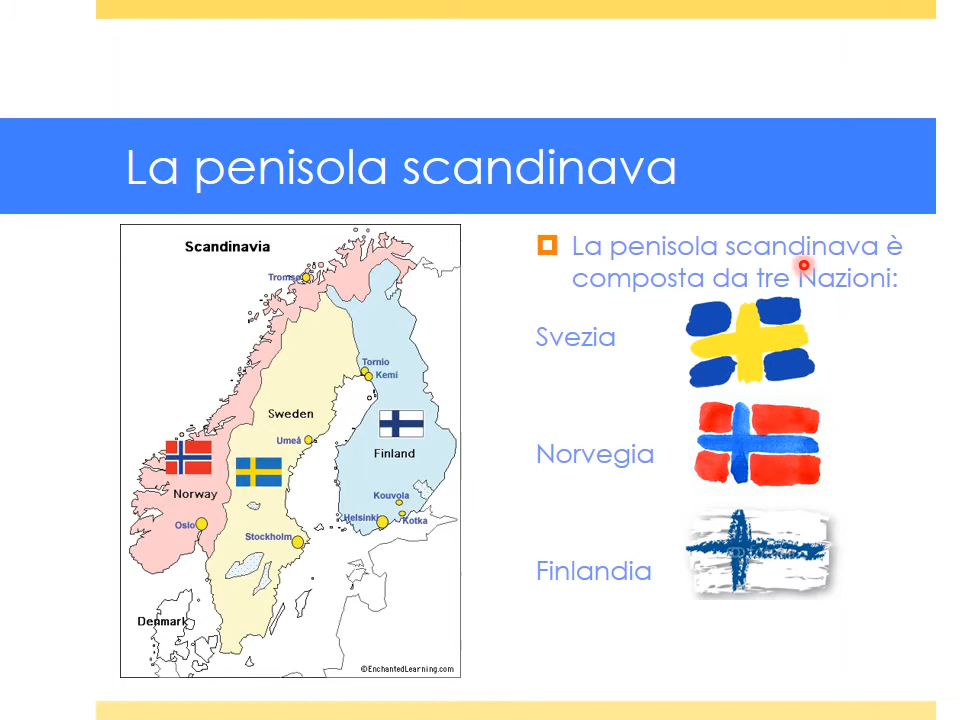 La penisola scandinava
Scandinavia
Tromsø
Tornio
Kemi
Sweden
Umeå
Finland
Norway
Kouvola
Oslo
Helsinki
Kotka
Stockholm
Denmark
©EnchantedLearning.com
La penisola scandinava è
composta da tre Nazioni:
Svezia
Norvegia
Finlandia